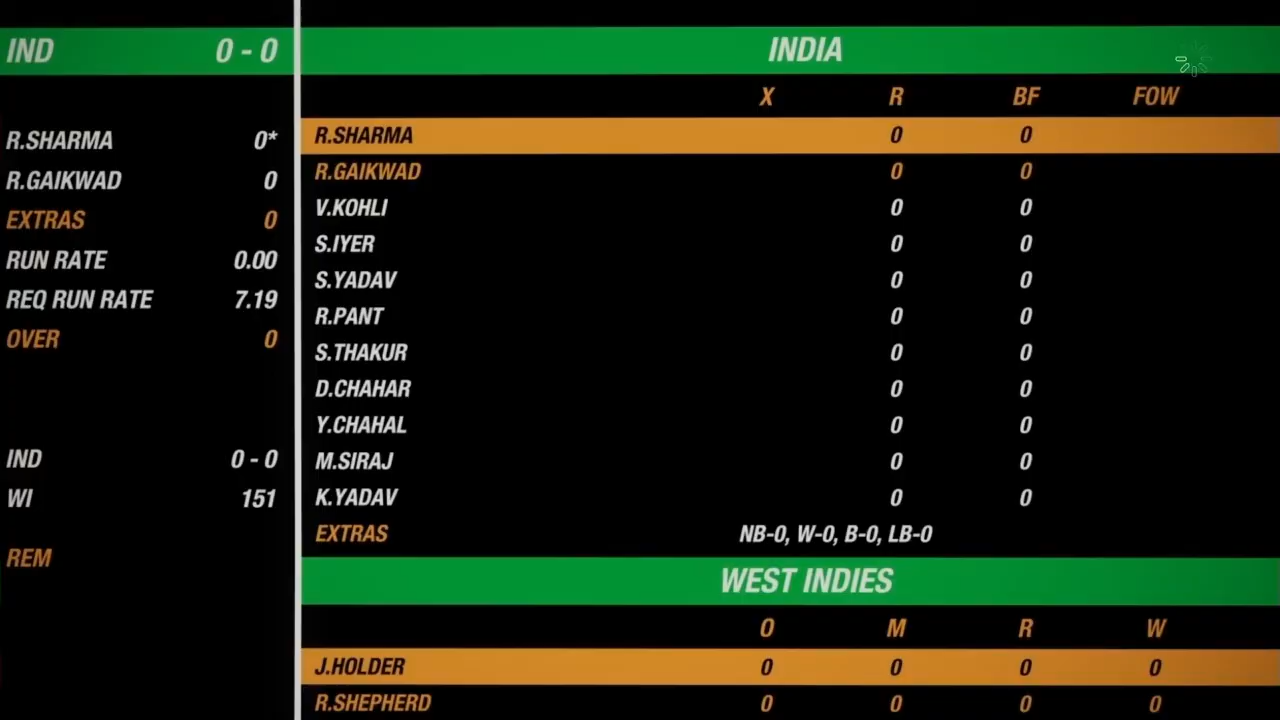 IND 0 - 0
R.SHARMA 0*
R.GAIKWAD 0
EXTRAS 0
RUN RATE 0.00
REQ RUN RATE 7.19
OVER 0
IND 0 - 0
WI 151
REM
INDIA
X R BF FOW
R.SHARMA 0 0
R.GAIKWAD 0 0
V.KOHLI 0 0
S.IYER 0 0
S.YADAV 0 0
R.PANT 0 0
S.THAKUR 0 0
D.CHAHAR 0 0
Y.CHAHAL 0 0
M.SIRAJ 0 0
K.YADAV 0 0
EXTRAS NB-0, W-0, B-0, LB-0
WEST INDIES
O M R W
J.HOLDER 0 0 0 0
R.SHEPHERD 0 0 0 0